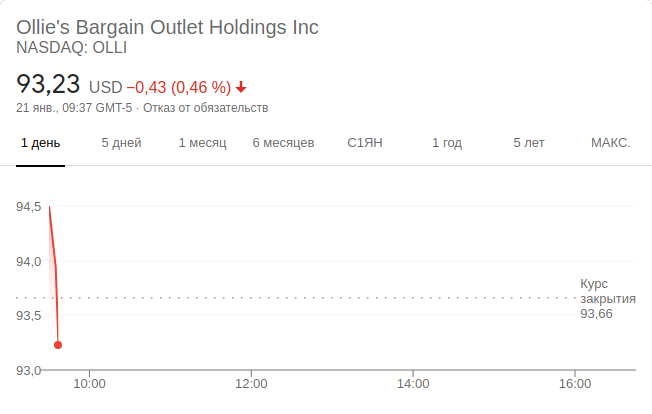 Ollie's Bargain Outlet Holdings Inc
NASDAQ: OLLI
93,23 USD −0,43 (0,46 %)
21 янв., 09:37 GMT-5 · Отказ от обязательств
1 день 5 дней 1 месяц 6 месяцев С1ЯН 1 год 5 лет МАКС.
94,5
94,0
Курс
закрытия
93,66
93,5
93,0
10:00 12:00 14:00 16:00